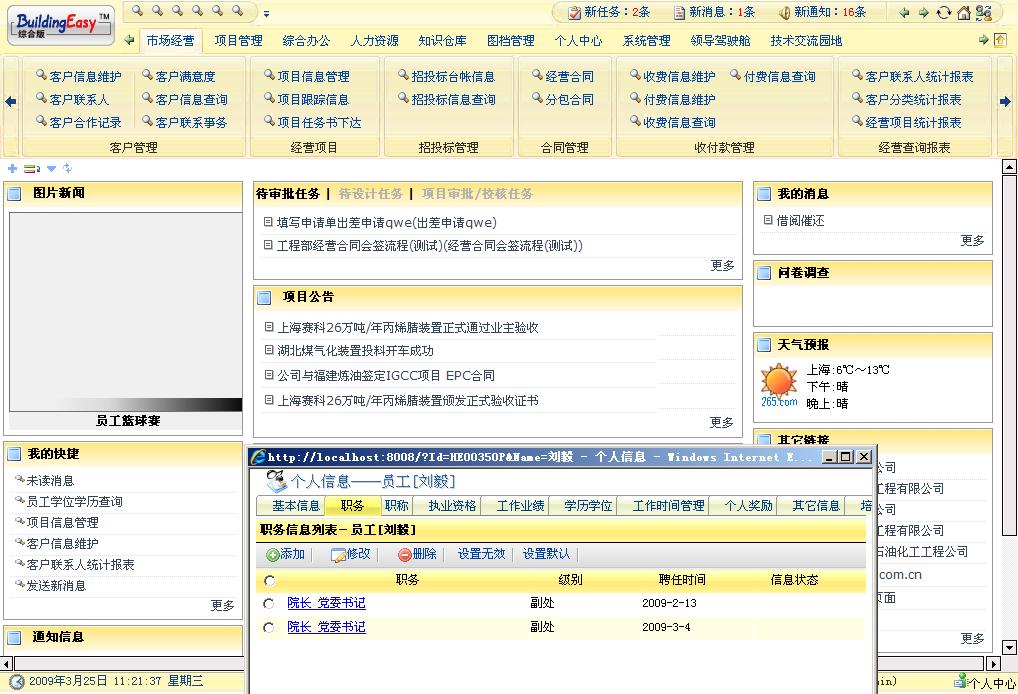 BuildingEasy™
综合版
新任务：2条 新消息：1条 新通知：16条
市场经营 项目管理 综合办公 人力资源 知识仓库 图档管理 个人中心 系统管理 领导驾驶舱 技术交流园地
客户信息维护 客户满意度 项目信息管理 招投标台帐信息 经营合同 收费信息维护 付费信息查询 客户联系人统计报表
客户联系人 客户信息查询 项目跟踪信息 招投标信息查询 分包合同 付费信息维护 客户分类统计报表
客户合作记录 客户联系事务 项目任务书下达 收费信息查询 经营项目统计报表
客户管理 经营项目 招投标管理 合同管理 收付款管理 经营查询报表
图片新闻
员工篮球赛
我的快捷
未读消息
员工学位学历查询
项目信息管理
客户信息维护
客户联系人统计报表
发送新消息
更多
通知信息
待审批任务 | 待设计任务 | 项目审批/校核任务
填写申请单出差申请qwe(出差申请qwe)
工程部经营合同会签流程(测试)(经营合同会签流程(测试))
更多
项目公告
上海赛科26万吨/年丙烯腈装置正式通过业主验收
湖北煤气化装置投料开车成功
公司与福建炼油签定IGCC项目 EPC合同
上海赛科26万吨/年丙烯腈装置颁发正式验收证书
更多
我的消息
借阅催还
更多
问卷调查
天气预报
上海:6℃～13℃
下午:晴
晚上:晴
265.com
其它链接
公司
工程有限公司
公司
工程有限公司
石油化工工程公司
com.cn
页面
更多
http://localhost:8008/?Id=HE00350P&Name=刘毅 - 个人信息 - Windows Internet E...
个人信息——员工[刘毅]
基本信息 职务 职称 执业资格 工作业绩 学历学位 工作时间管理 个人奖励 其它信息 培
职务信息列表－员工[刘毅]
添加 修改 删除 设置无效 设置默认
职务 级别 聘任时间 信息状态
院长 党委书记 副处 2009-2-13
院长 党委书记 副处 2009-3-4
2009年3月25日 11:21:37 星期三
in) 个人中心